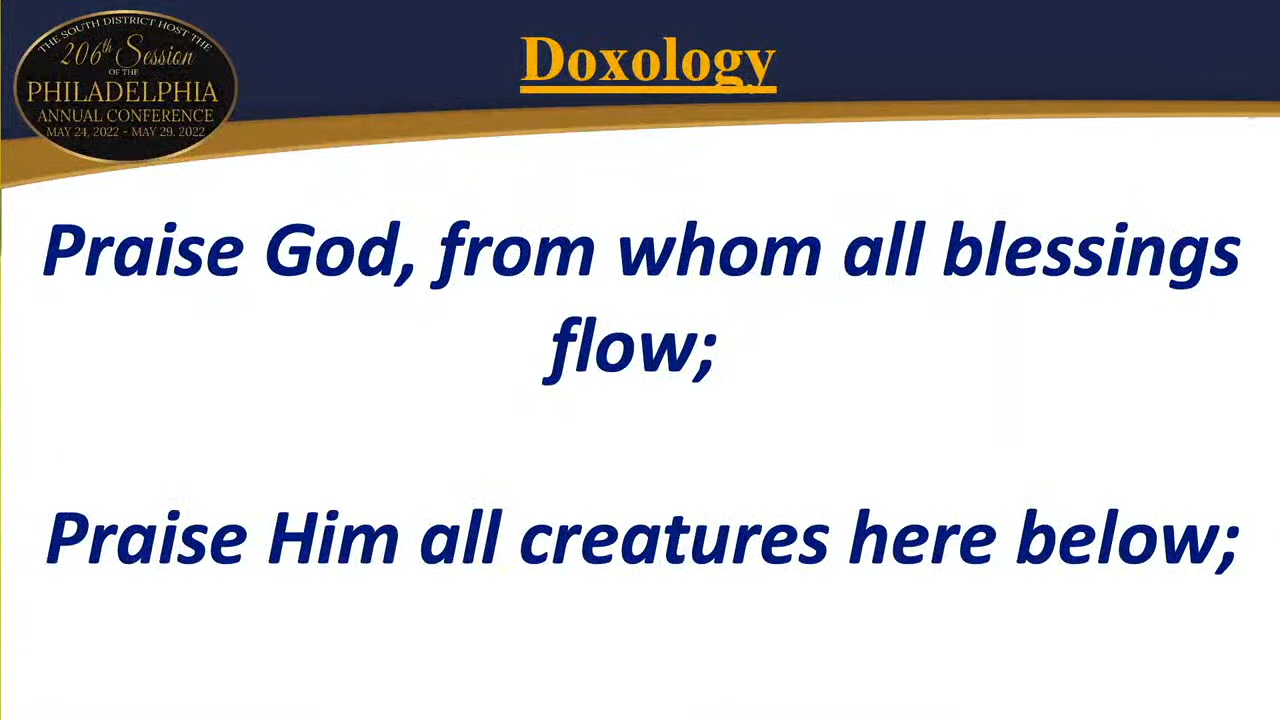 THE SOUTH DISTRICT HOST THE
206th Session
OF THE
PHILADELPHIA
ANNUAL CONFERENCE
MAY 24, 2022 - MAY 29, 2022
Doxology
Praise God, from whom all blessings
flow;
Praise Him all creatures here below;